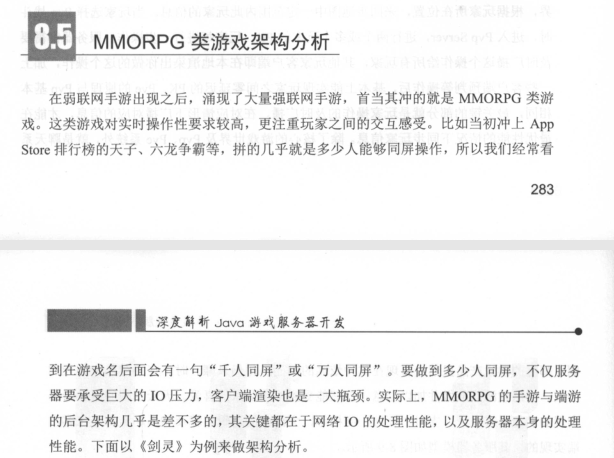 8.5 MMORPG 类游戏架构分析
在弱联网手游出现之后，涌现了大量强联网手游，首当其冲的就是 MMORPG 类游
戏。这类游戏对实时操作性要求较高，更注重玩家之间的交互感受。比如当初冲上 App
Store 排行榜的天子、六龙争霸等，拼的几乎就是多少人能够同屏操作，所以我们经常看
283
深度解析 Java 游戏服务器开发
到在游戏名后面会有一句“千人同屏”或“万人同屏”。要做到多少人同屏，不仅服务
器要承受巨大的 IO 压力，客户端渲染也是一大瓶颈。实际上，MMORPG 的手游与端游
的后台架构几乎是差不多的，其关键都在于网络 IO 的处理性能，以及服务器本身的处理
性能。下面以《剑灵》为例来做架构分析。